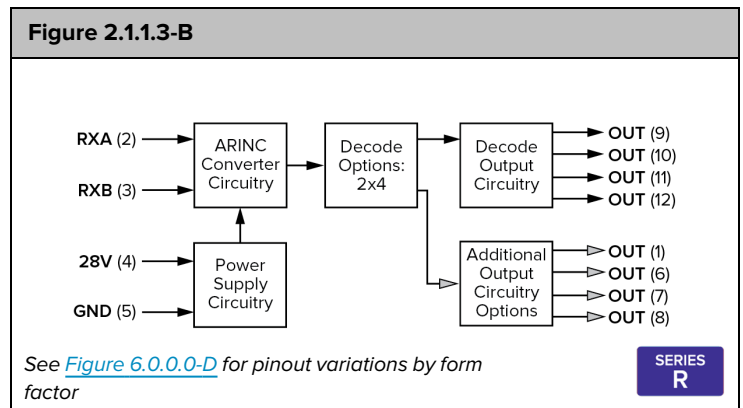 Figure 2.1.1.3-B
RXA (2)
RXB (3)
28V (4)
GND (5)
ARINC
Converter
Circuitry
Power
Supply
Circuitry
Decode
Options:
2x4
Decode
Output
Circuitry
Additional
Output
Circuitry
Options
OUT (9)
OUT (10)
OUT (11)
OUT (12)
OUT (1)
OUT (6)
OUT (7)
OUT (8)
See Figure 6.0.0.0-D for pinout variations by form
factor
SERIES
R